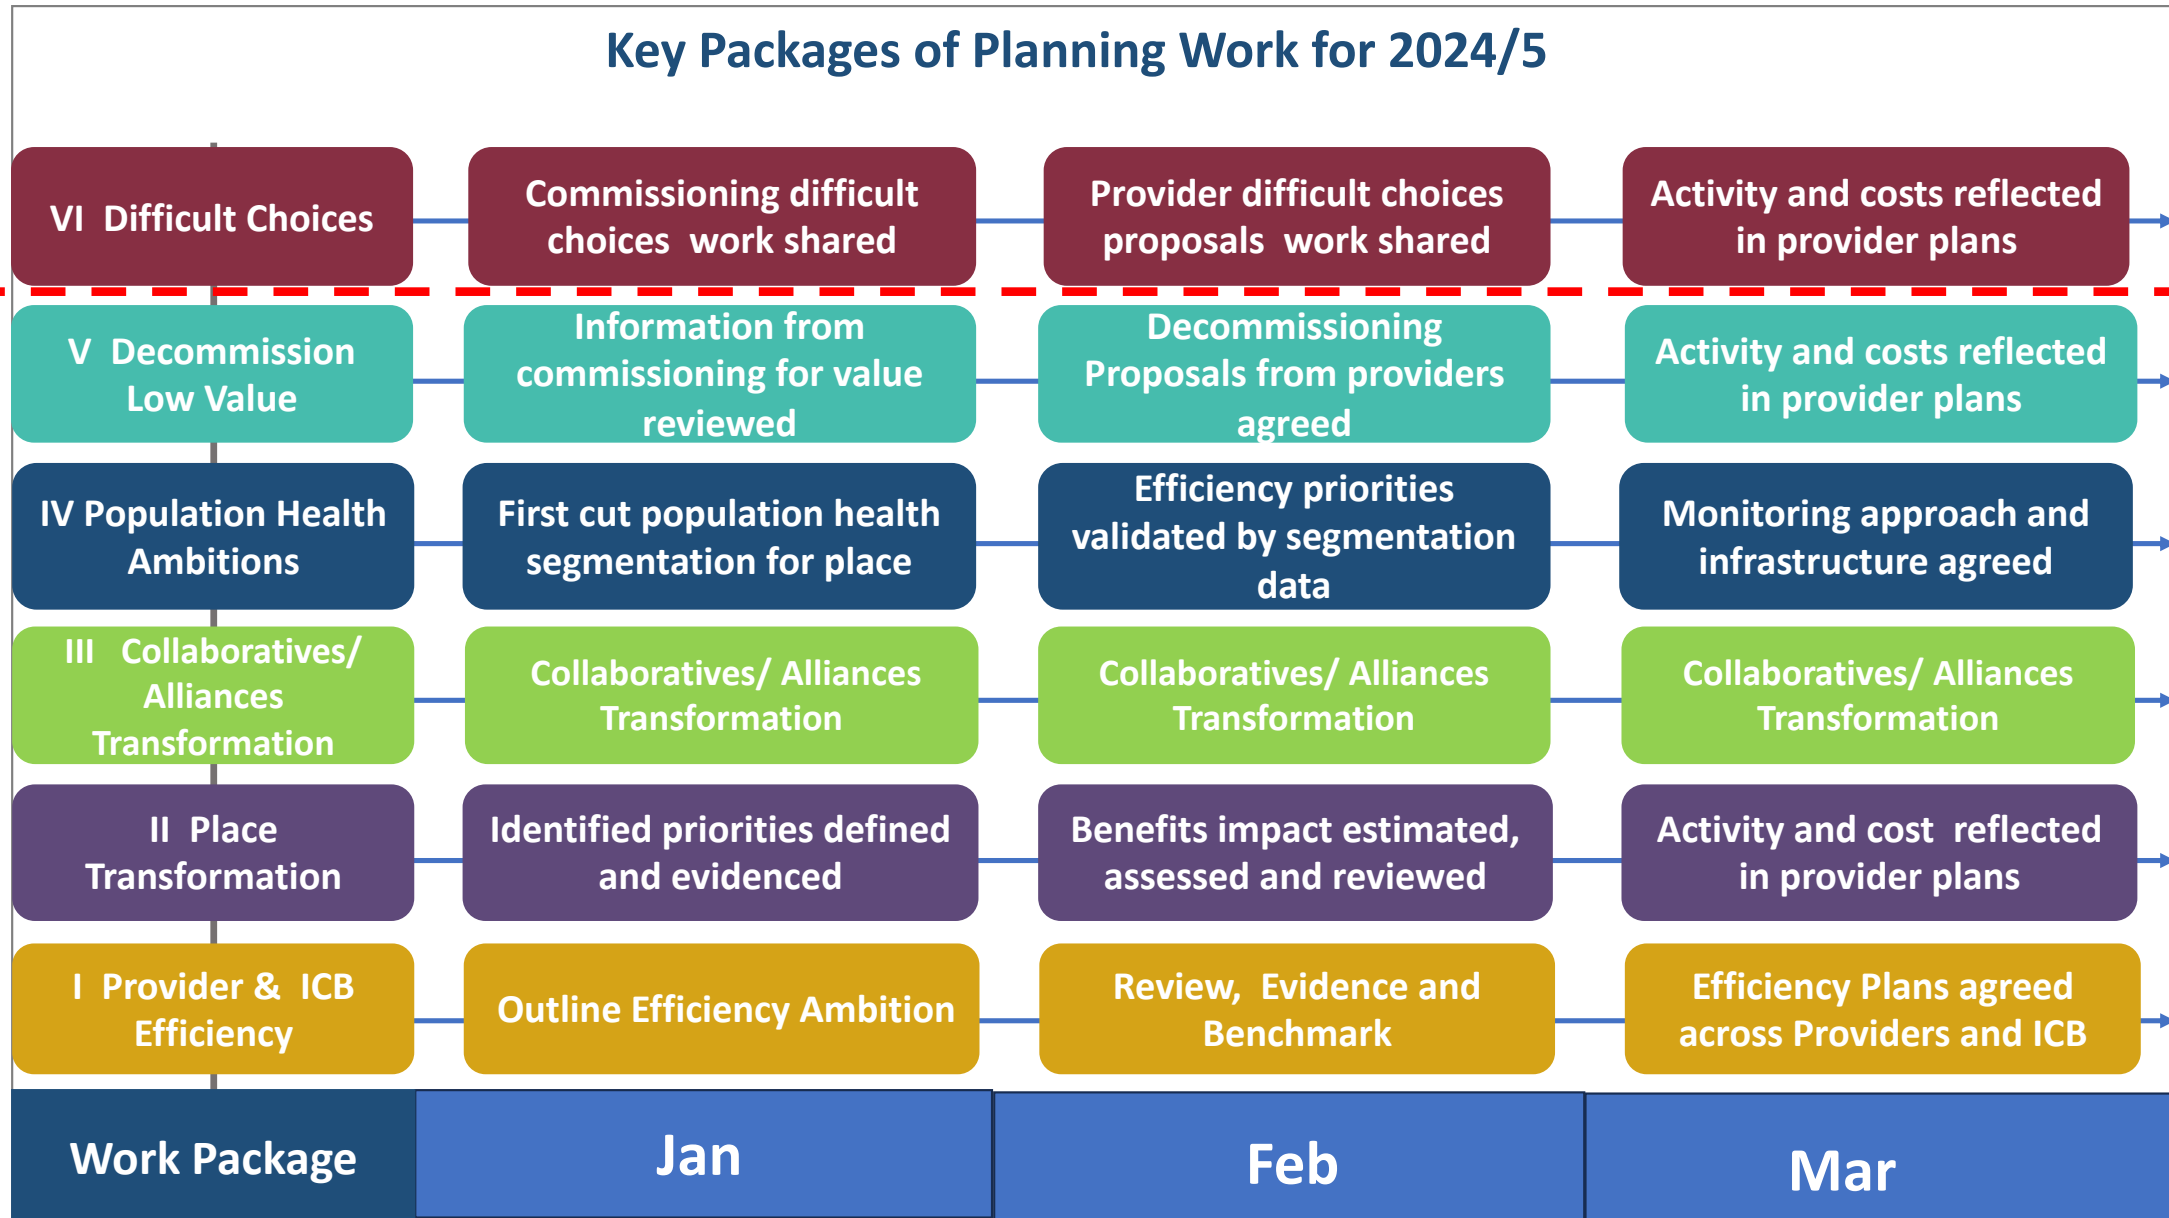 Key Packages of Planning Work for 2024/5
VI  Difficult Choices
Commissioning difficult
choices  work shared
Provider difficult choices
proposals  work shared
Activity and costs reflected
in provider plans
V  Decommission
Low Value
Information from
commissioning for value
reviewed
Decommissioning
Proposals from providers
agreed
Activity and costs reflected
in provider plans
IV Population Health
Ambitions
First cut population health
segmentation for place
Efficiency priorities
validated by segmentation
data
Monitoring approach and
infrastructure agreed
III  Collaboratives/
Alliances
Transformation
Collaboratives/ Alliances
Transformation
Collaboratives/ Alliances
Transformation
Collaboratives/ Alliances
Transformation
II  Place
Transformation
Identified priorities defined
and evidenced
Benefits impact estimated,
assessed and reviewed
Activity and cost  reflected
in provider plans
I  Provider &  ICB
Efficiency
Outline Efficiency Ambition
Review,  Evidence and
Benchmark
Efficiency Plans agreed
across Providers and ICB
Work Package
Jan
Feb
Mar